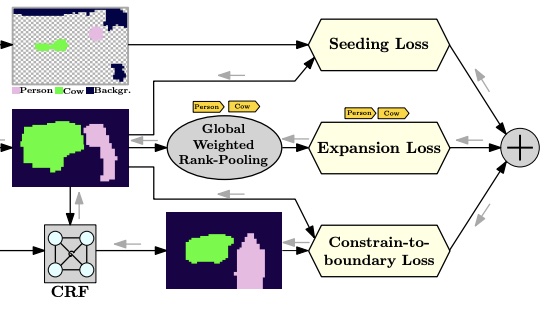 Seeding Loss
Person Cow Backgr.
Person Cow
Person Cow
Global
Weighted
Rank-Pooling
Expansion Loss
Constrain-to-
boundary Loss
CRF